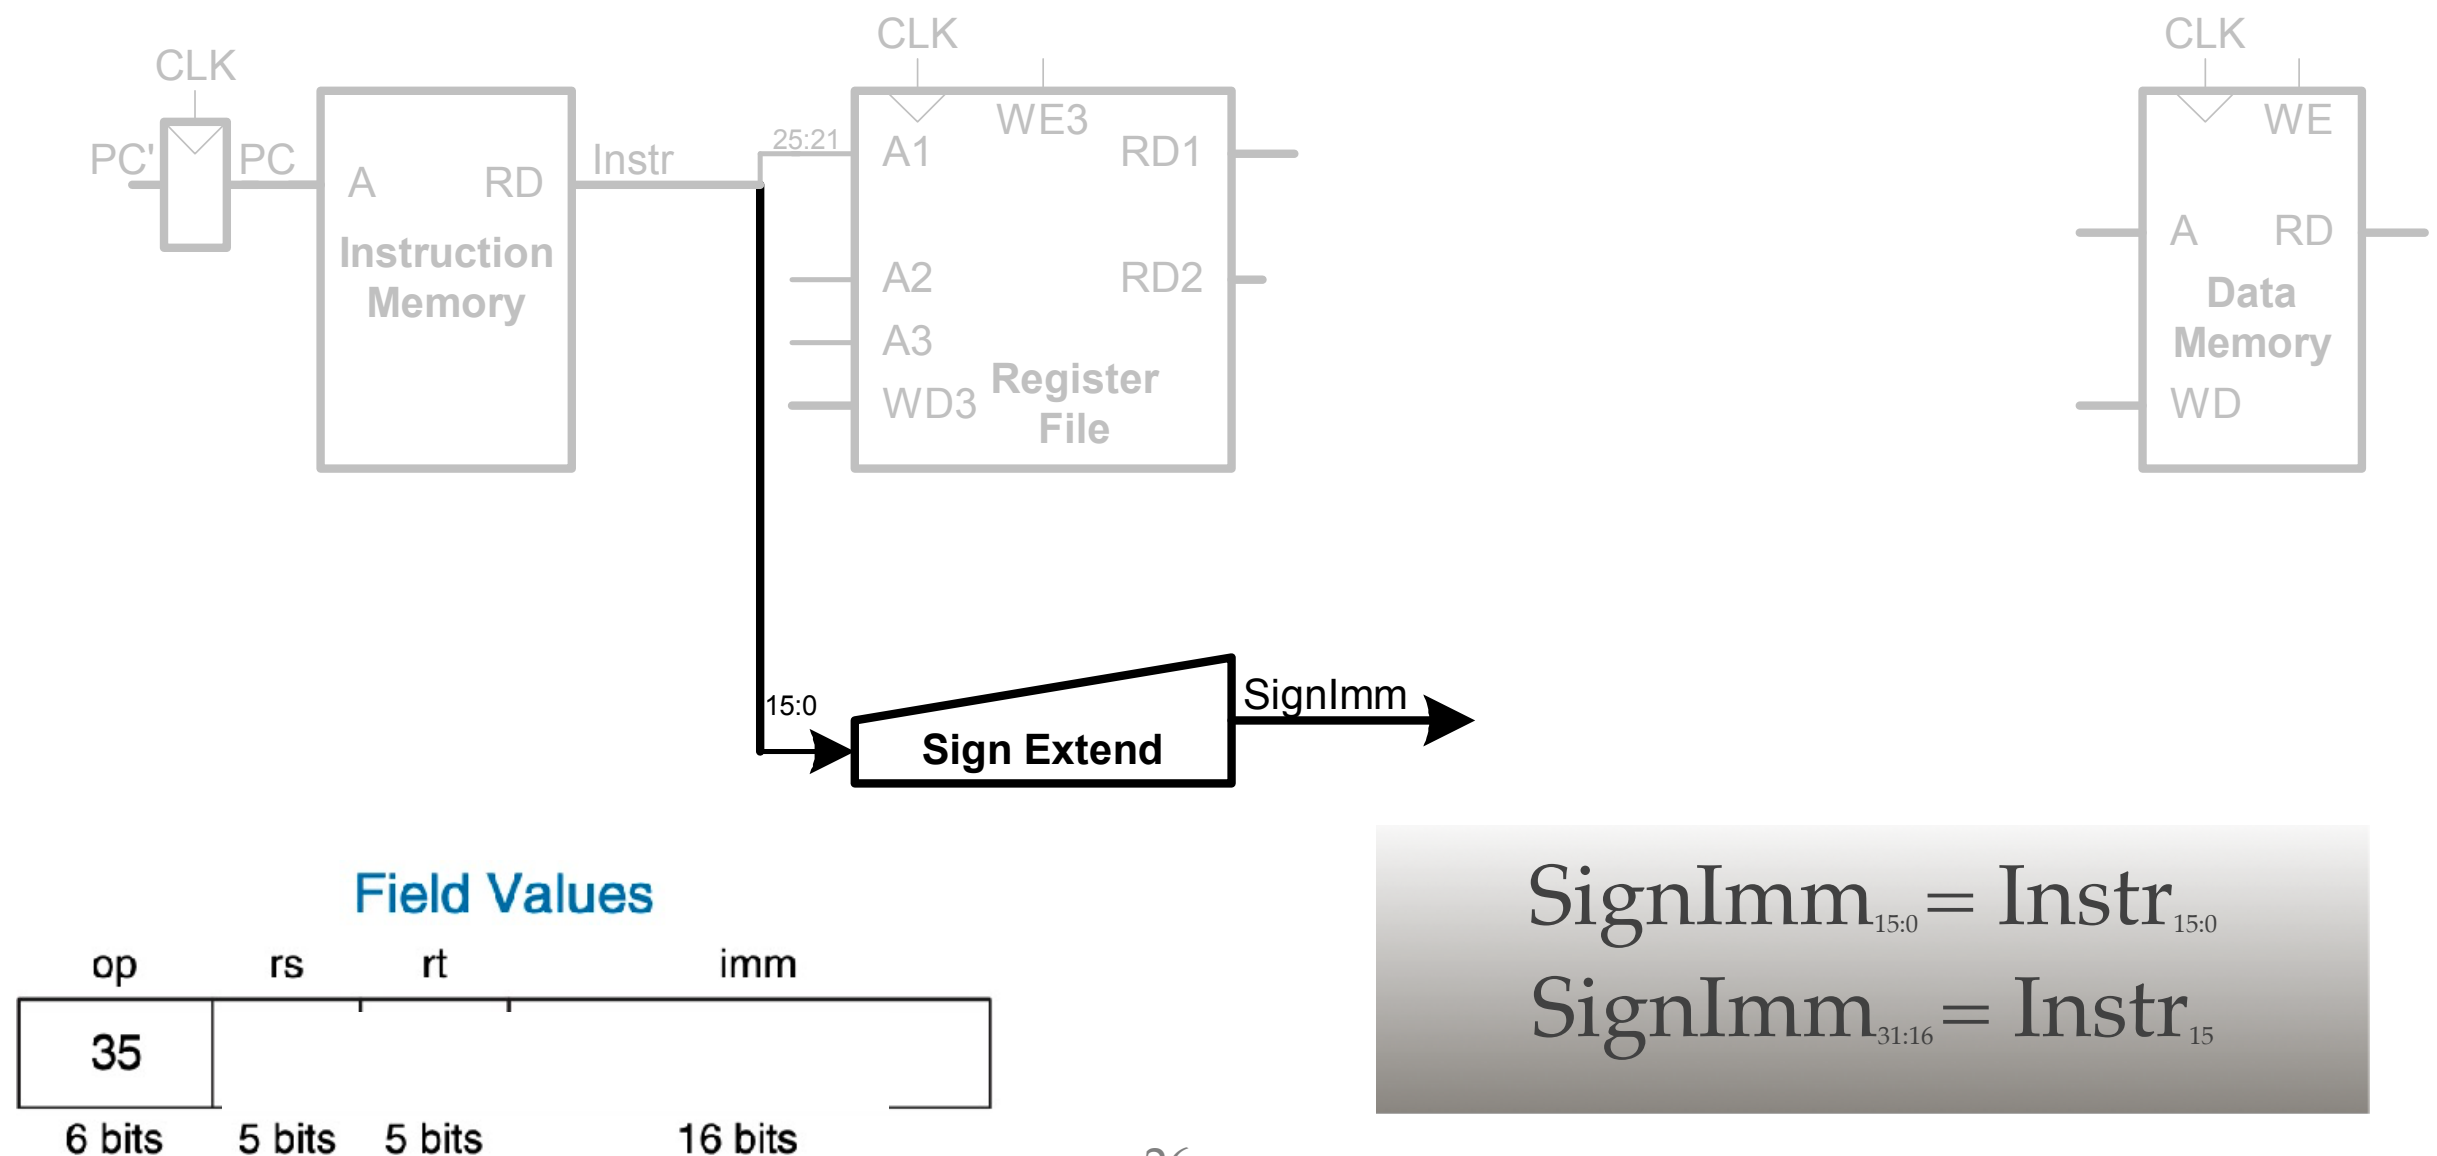 CLK
CLK
CLK
PC'
PC
A
RD
Instruction
Memory
Instr
25:21
A1
WE3
RD1
A2
RD2
A3
WD3
Register
File
WE
A
RD
Data
Memory
WD
15:0
Sign Extend
SignImm
Field Values
op rs rt imm
35
6 bits 5 bits 5 bits 16 bits
SignImm15:0 = Instr15:0
SignImm31:16 = Instr15